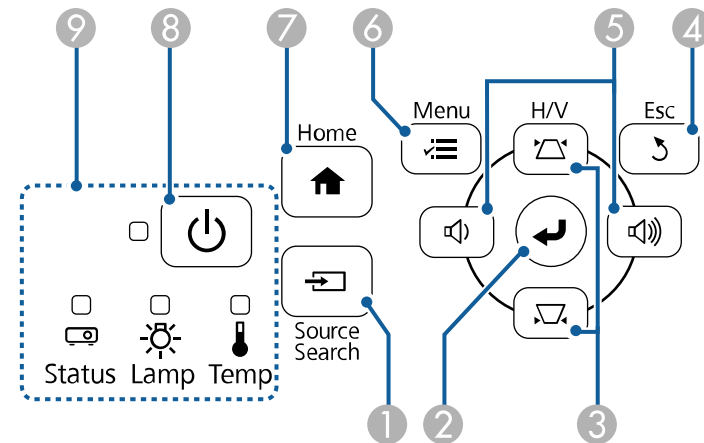 9 8 7 6 5 4
Menu H/V Esc
Home
Source
Search
Status Lamp Temp
1 2 3